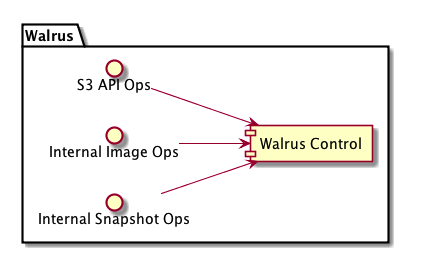 Walrus
S3 API Ops
Internal Image Ops
Walrus Control
Internal Snapshot Ops